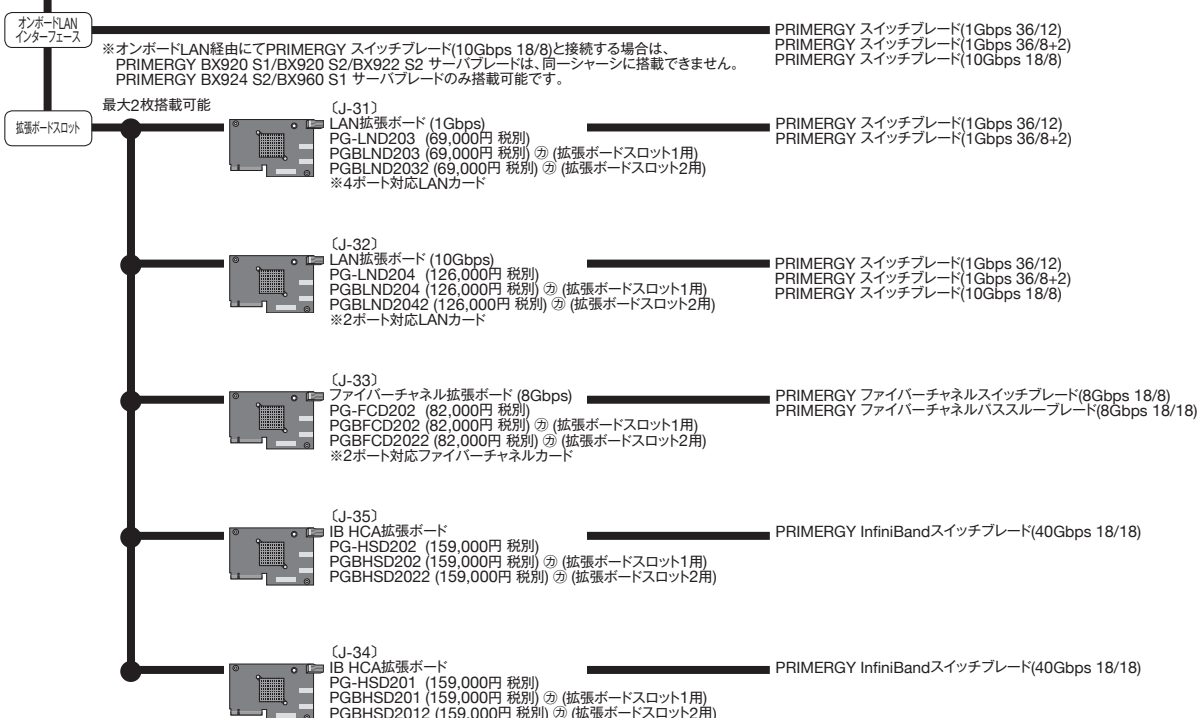 オンボードLAN
インターフェース
PRIMERGY スイッチブレード(1Gbps 36/12)
PRIMERGY スイッチブレード(1Gbps 36/8+2)
PRIMERGY スイッチブレード(10Gbps 18/8)
※オンボードLAN経由にてPRIMERGY スイッチブレード(10Gbps 18/8)と接続する場合は、
PRIMERGY BX920 S1/BX920 S2/BX922 S2 サーバブレードは、同一シャーシに搭載できません。
PRIMERGY BX924 S2/BX960 S1 サーバブレードのみ搭載可能です。
拡張ボードスロット
最大2枚搭載可能
〔J-31〕
LAN拡張ボード (1Gbps)
PG-LND203 (69,000円 税別)
PGBLND203 (69,000円 税別) ㋕ (拡張ボードスロット1用)
PGBLND2032 (69,000円 税別) ㋕ (拡張ボードスロット2用)
※4ポート対応LANカード
PRIMERGY スイッチブレード(1Gbps 36/12)
PRIMERGY スイッチブレード(1Gbps 36/8+2)
〔J-32〕
LAN拡張ボード (10Gbps)
PG-LND204 (126,000円 税別)
PGBLND204 (126,000円 税別) ㋕ (拡張ボードスロット1用)
PGBLND2042 (126,000円 税別) ㋕ (拡張ボードスロット2用)
※2ポート対応LANカード
PRIMERGY スイッチブレード(1Gbps 36/12)
PRIMERGY スイッチブレード(1Gbps 36/8+2)
PRIMERGY スイッチブレード(10Gbps 18/8)
〔J-33〕
ファイバーチャネル拡張ボード (8Gbps)
PG-FCD202 (82,000円 税別)
PGBFCD202 (82,000円 税別) ㋕ (拡張ボードスロット1用)
PGBFCD2022 (82,000円 税別) ㋕ (拡張ボードスロット2用)
※2ポート対応ファイバーチャネルカード
PRIMERGY ファイバーチャネルスイッチブレード(8Gbps 18/8)
PRIMERGY ファイバーチャネルパススルーブレード(8Gbps 18/18)
〔J-35〕
IB HCA拡張ボード
PG-HSD202 (159,000円 税別)
PGBHSD202 (159,000円 税別) ㋕ (拡張ボードスロット1用)
PGBHSD2022 (159,000円 税別) ㋕ (拡張ボードスロット2用)
PRIMERGY InfiniBandスイッチブレード(40Gbps 18/18)
〔J-34〕
IB HCA拡張ボード
PG-HSD201 (159,000円 税別)
PGBHSD201 (159,000円 税別) ㋕ (拡張ボードスロット1用)
PGBHSD2012 (159,000円 税別) ㋕ (拡張ボードスロット2用)
PRIMERGY InfiniBandスイッチブレード(40Gbps 18/18)